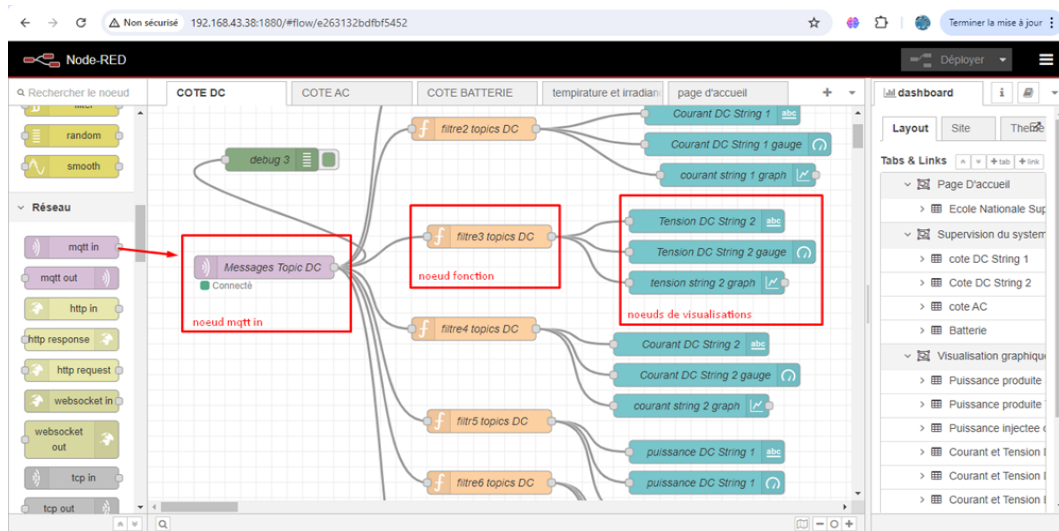 Non sécurisé 192.168.43.38:1880/#flow/e263132bdfbf5452
Terminer la mise à jour
Node-RED
Déployer
Rechercher le noeud
COTE DC
COTE AC
COTE BATTERIE
tempirature et irradian
page d'accueil
dashboard
random
smooth
Réseau
mqtt in
mqtt out
http in
http response
http request
websocket in
websocket
out
tcp in
tcp out
debug 3
Messages Topic DC
Connecté
noeud mqtt in
filtre2 topics DC
filtre3 topics DC
noeud fonction
filtre4 topics DC
filtr5 topics DC
filtre6 topics DC
Courant DC String 1 abc
Courant DC String 1 gauge
courant string 1 graph
Tension DC String 2 abc
Tension DC String 2 gauge
tension string 2 graph
noeuds de visualisations
Courant DC String 2 abc
Courant DC String 2 gauge
courant string 2 graph
puissance DC String 1 abc
puissance DC String 1
Layout
Site
Theme
Tabs & Links
+ tab
+ link
Page D'accueil
Ecole Nationale Sup
Supervision du system
cote DC String 1
Cote DC String 2
cote AC
Batterie
Visualisation graphique
Puissance produite
Puissance produite
Puissance injectee
Courant et Tension
Courant et Tension
Courant et Tension